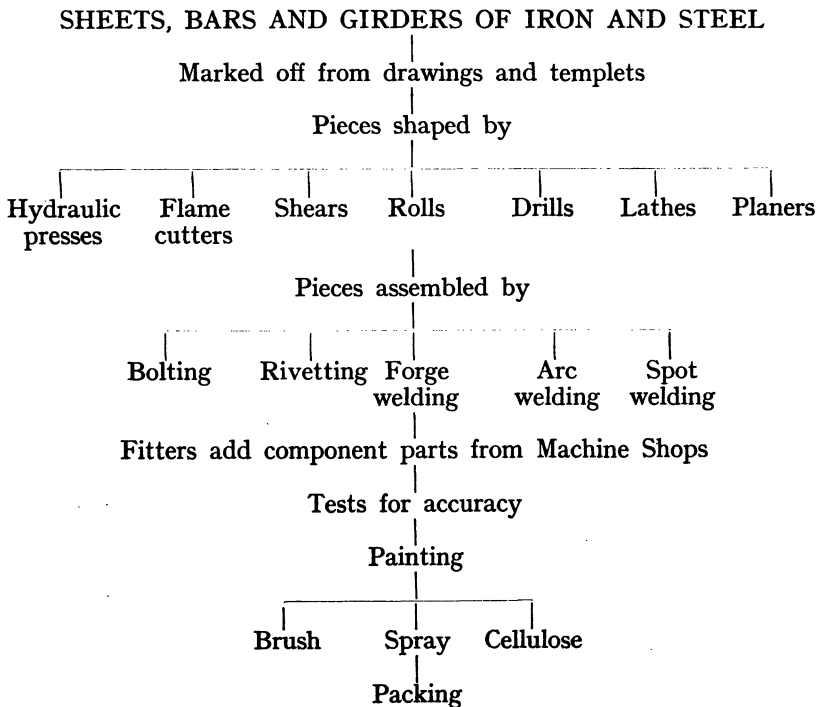 SHEETS, BARS AND GIRDERS OF IRON AND STEEL
Marked off from drawings and templets
Pieces shaped by
Hydraulic presses
Flame cutters
Shears
Rolls
Drills
Lathes
Planers
Pieces assembled by
Bolting
Rivetting
Forge welding
Arc welding
Spot welding
Fitters add component parts from Machine Shops
Tests for accuracy
Painting
Brush
Spray
Cellulose
Packing